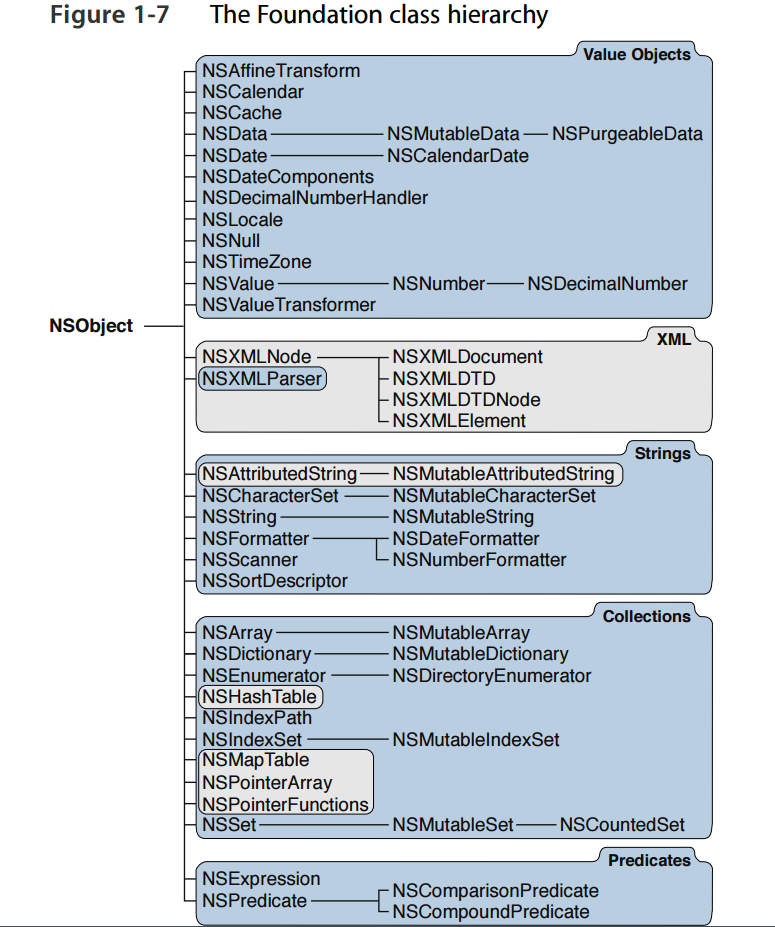 Figure 1-7 The Foundation class hierarchy
Value Objects
NSAffineTransform
NSCalendar
NSCache
NSData NSMutableData NSPurgeableData
NSDate NSCalendarDate
NSDateComponents
NSDecimalNumberHandler
NSLocale
NSNull
NSTimeZone
NSValue NSNumber NSDecimalNumber
NSValueTransformer
NSObject
XML
NSXMLNode NSXMLDocument
NSXMLParser NSXMLDTD
NSXMLDTDNode
NSXMLElement
Strings
NSAttributedString NSMutableAttributedString
NSCharacterSet NSMutableCharacterSet
NSString NSMutableString
NSFormatter NSDateFormatter
NSScanner NSNumberFormatter
NSSortDescriptor
Collections
NSArray NSMutableArray
NSDictionary NSMutableDictionary
NSEnumerator NSDirectoryEnumerator
NSHashTable
NSIndexPath
NSIndexSet NSMutableIndexSet
NSMapTable
NSPointerArray
NSPointerFunctions
NSSet NSMutableSet NSCountedSet
Predicates
NSExpression
NSPredicate NSComparisonPredicate
NSCompoundPredicate